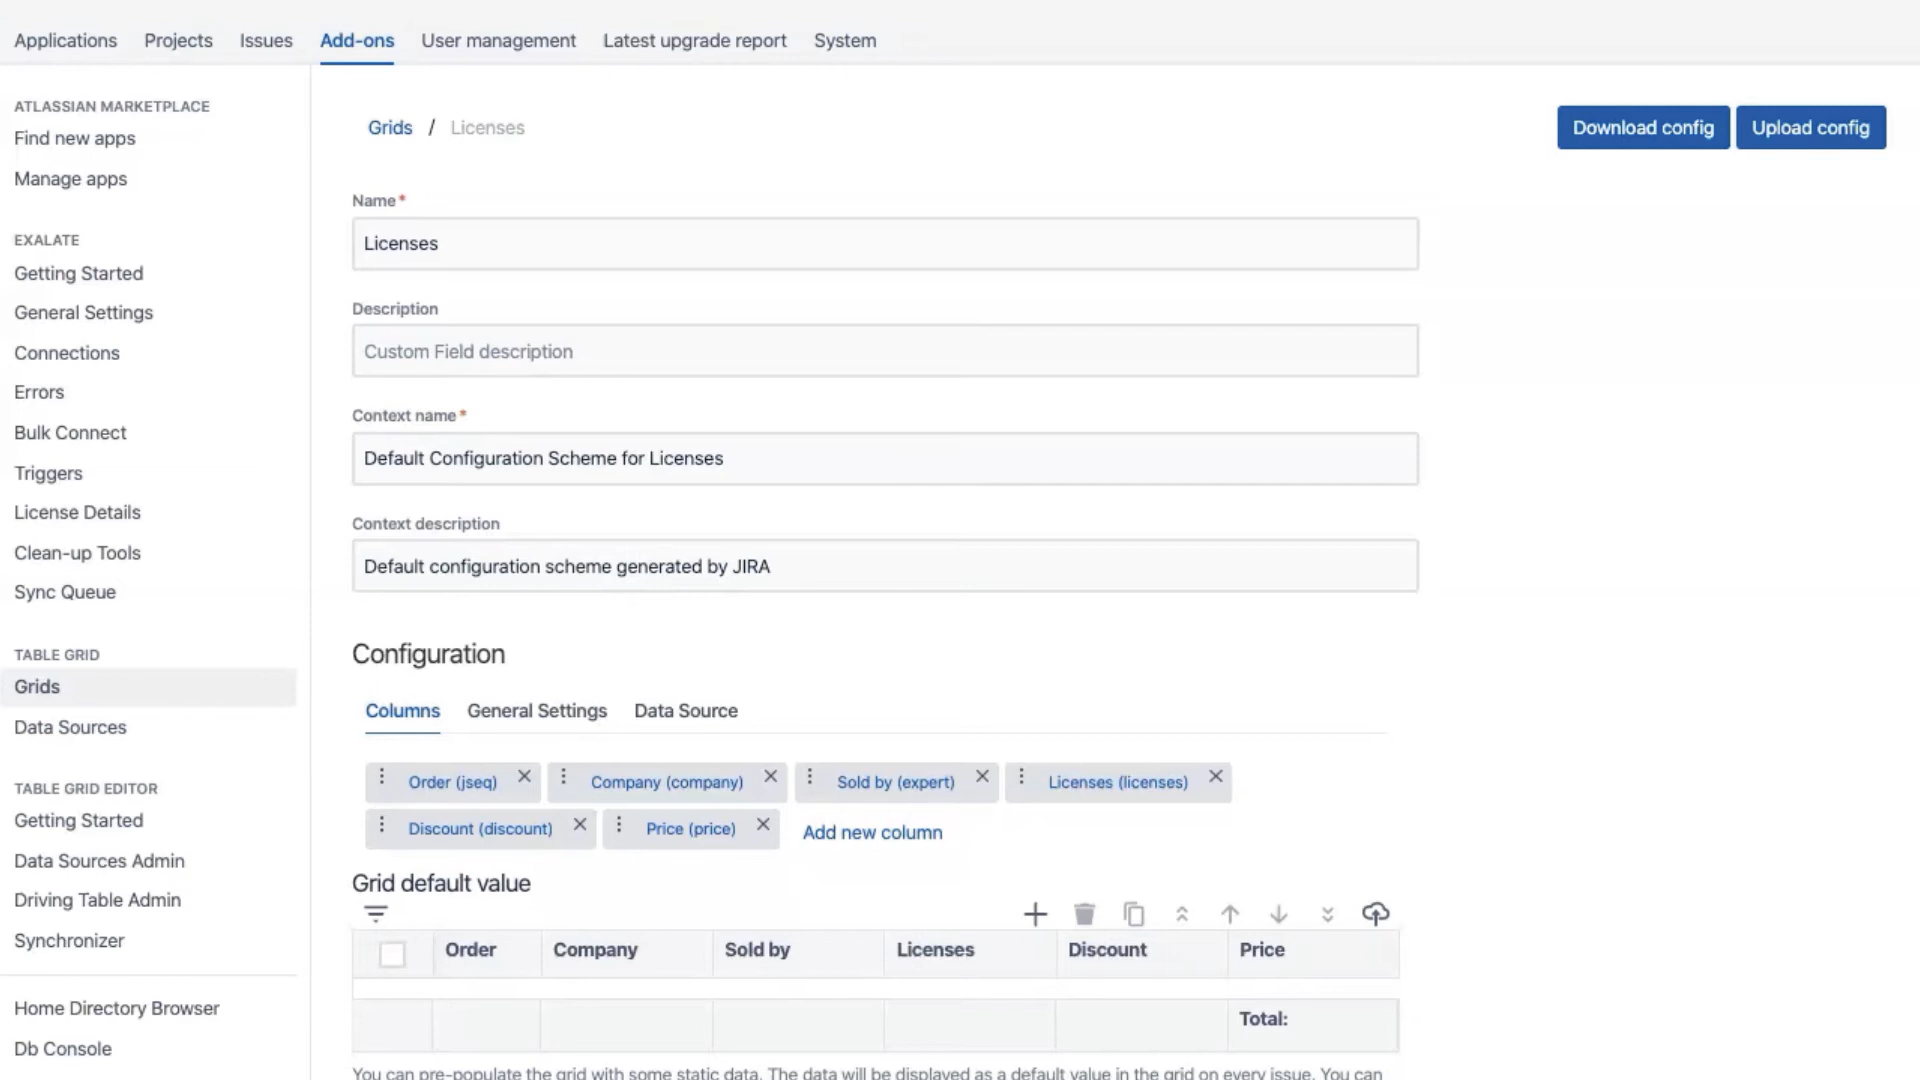 Applications Projects Issues Add-ons User management Latest upgrade report System
ATLASSIAN MARKETPLACE
Find new apps
Manage apps
EXALATE
Getting Started
General Settings
Connections
Errors
Bulk Connect
Triggers
License Details
Clean-up Tools
Sync Queue
TABLE GRID
Grids
Data Sources
TABLE GRID EDITOR
Getting Started
Data Sources Admin
Driving Table Admin
Synchronizer
Home Directory Browser
Db Console
Grids / Licenses
Download config Upload config
Name*
Licenses
Description
Custom Field description
Context name*
Default Configuration Scheme for Licenses
Context description
Default configuration scheme generated by JIRA
Configuration
Columns General Settings Data Source
Order (jseq) Company (company) Sold by (expert) Licenses (licenses)
Discount (discount) Price (price) Add new column
Grid default value
Order Company Sold by Licenses Discount Price
Total:
You can pre-populate the grid with some static data. The data will be displayed as a default value in the grid on every issue. You can